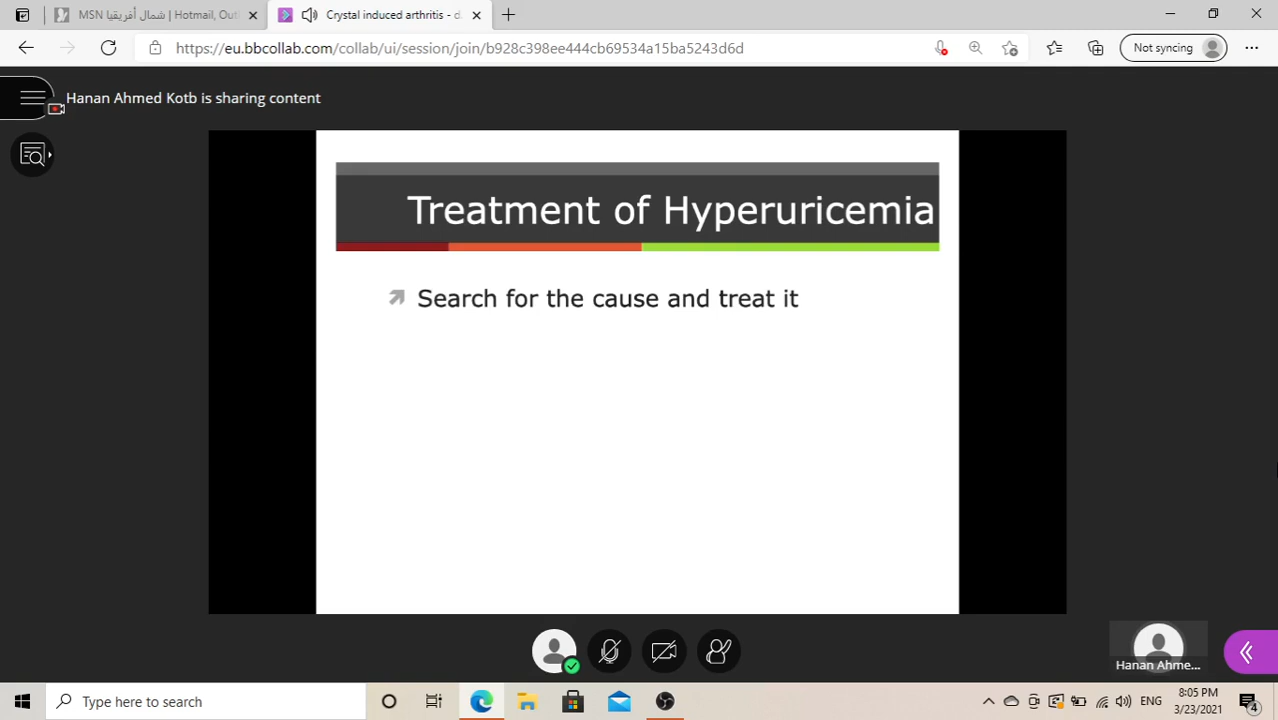 MSN شمال أفريقيا | Hotmail, Outl
Crystal induced arthritis - d
https://eu.bbcollab.com/collab/ui/session/join/b928c398ee444cb69534a15ba5243d6d
Not syncing
Hanan Ahmed Kotb is sharing content
Treatment of Hyperuricemia
Search for the cause and treat it
Hanan Ahme...
Type here to search
ENG
8:05 PM
3/23/2021
4